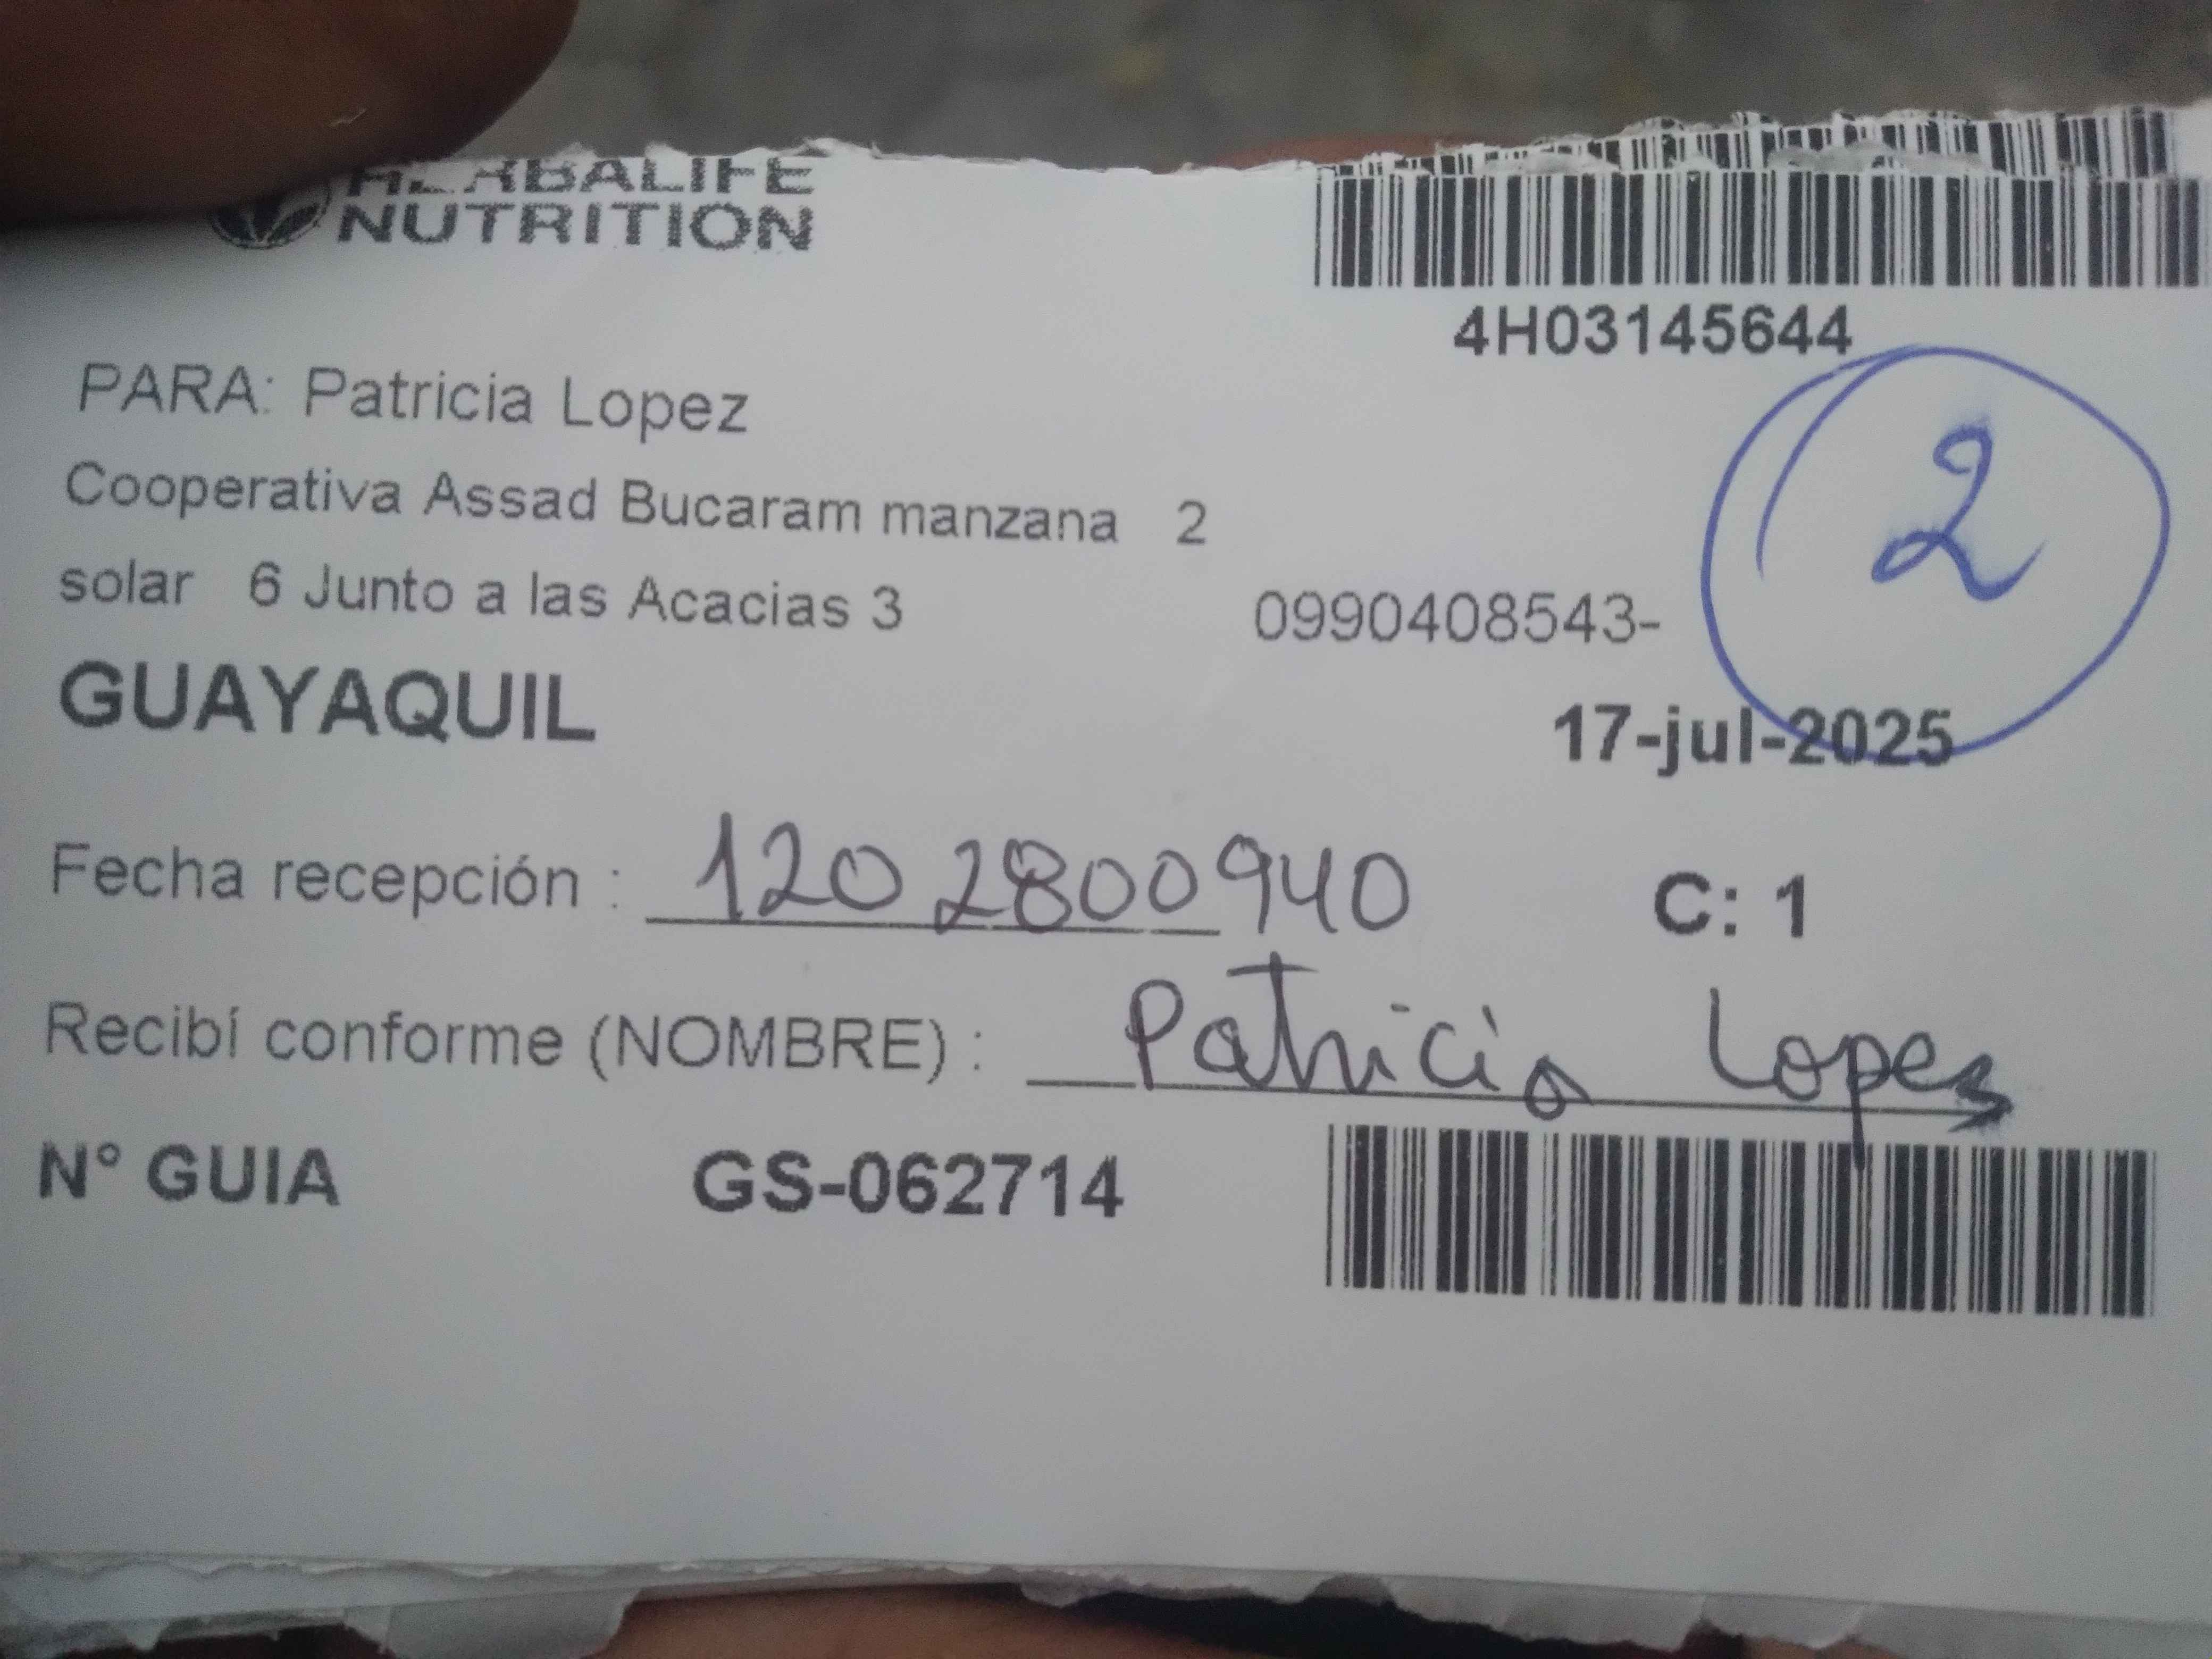 HERBALIFE
NUTRITION
4H03145644
PARA: Patricia Lopez
2
Cooperativa Assad Bucaram manzana 2
solar 6 Junto a las Acacias 3
0990408543-
GUAYAQUIL
17-jul-2025
Fecha recepción : 1202800940
C: 1
Recibí conforme (NOMBRE) : Patricia Lopez
N° GUIA GS-062714